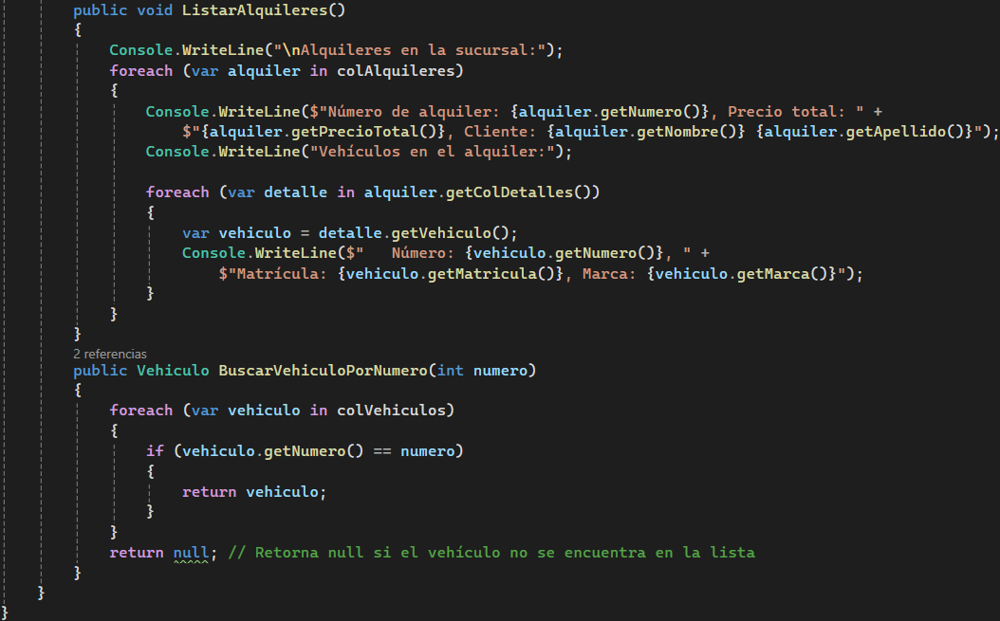 public void ListarAlquileres()
{
Console.WriteLine("\nAlquileres en la sucursal:");
foreach (var alquiler in colAlquileres)
{
Console.WriteLine($"Número de alquiler: {alquiler.getNumero()}, Precio total: " +
$"{alquiler.getPrecioTotal()}, Cliente: {alquiler.getNombre()} {alquiler.getApellido()}");
Console.WriteLine("Vehículos en el alquiler:");
foreach (var detalle in alquiler.getColDetalles())
{
var vehiculo = detalle.getVehiculo();
Console.WriteLine($"   Número: {vehiculo.getNumero()}, " +
$"Matrícula: {vehiculo.getMatricula()}, Marca: {vehiculo.getMarca()}");
}
}
}
2 referencias
public Vehiculo BuscarVehiculoPorNumero(int numero)
{
foreach (var vehiculo in colVehiculos)
{
if (vehiculo.getNumero() == numero)
{
return vehiculo;
}
}
return null; // Retorna null si el vehículo no se encuentra en la lista
}
}
}